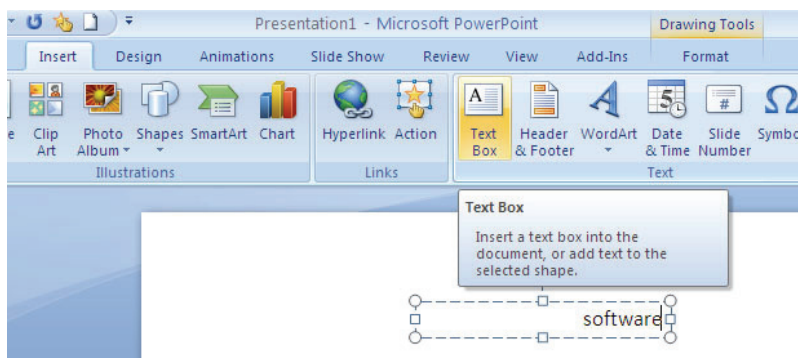 Presentation1 - Microsoft PowerPoint
Drawing Tools
Insert Design Animations Slide Show Review View Add-Ins Format
Clip Art
Photo Album
Shapes
SmartArt
Chart
Hyperlink
Action
A
Text Box
Header & Footer
A
WordArt
5
Date & Time
#
Slide Number
Ω
Illustrations
Links
Text
Text Box
Insert a text box into the
document, or add text to the
selected shape.
software